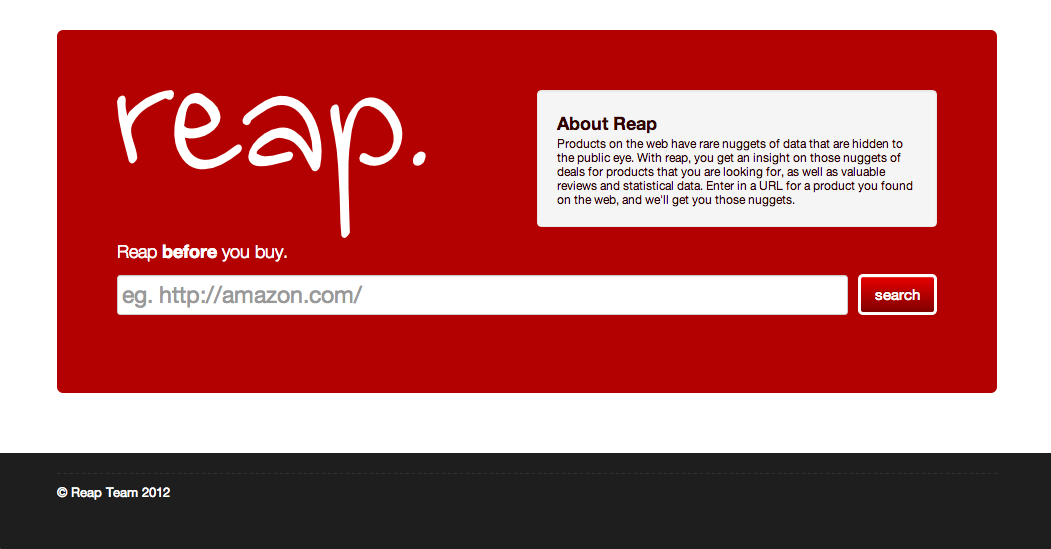 reap.
About Reap
Products on the web have rare nuggets of data that are hidden to
the public eye. With reap, you get an insight on those nuggets of
deals for products that you are looking for, as well as valuable
reviews and statistical data. Enter in a URL for a product you found
on the web, and we'll get you those nuggets.
Reap before you buy.
eg. http://amazon.com/
search
© Reap Team 2012